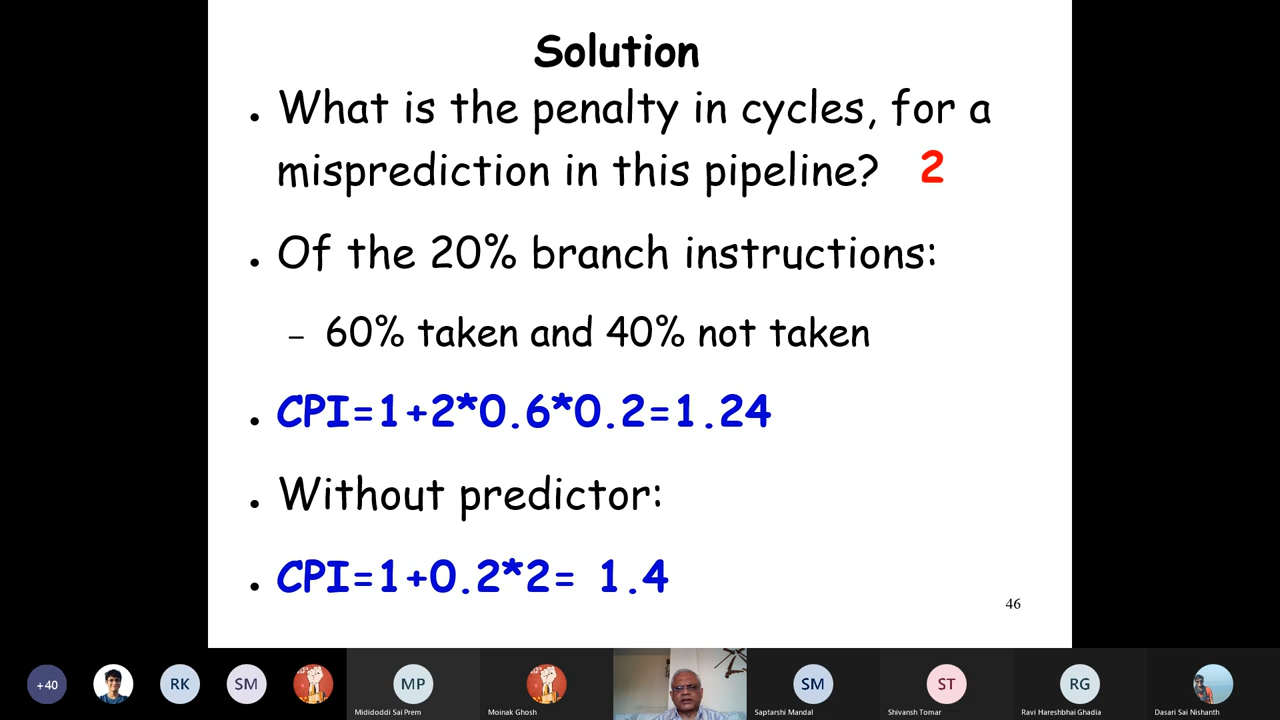 Solution
• What is the penalty in cycles, for a
misprediction in this pipeline? 2
• Of the 20% branch instructions:
– 60% taken and 40% not taken
• CPI=1+2*0.6*0.2=1.24
• Without predictor:
• CPI=1+0.2*2= 1.4
46
+40
RK
SM
MP
SM
ST
RG
Mididoddi Sai Prem
Moinak Ghosh
Saptarshi Mandal
Shivansh Tomar
Ravi Hareshbhai Ghadia
Dasari Sai Nishanth